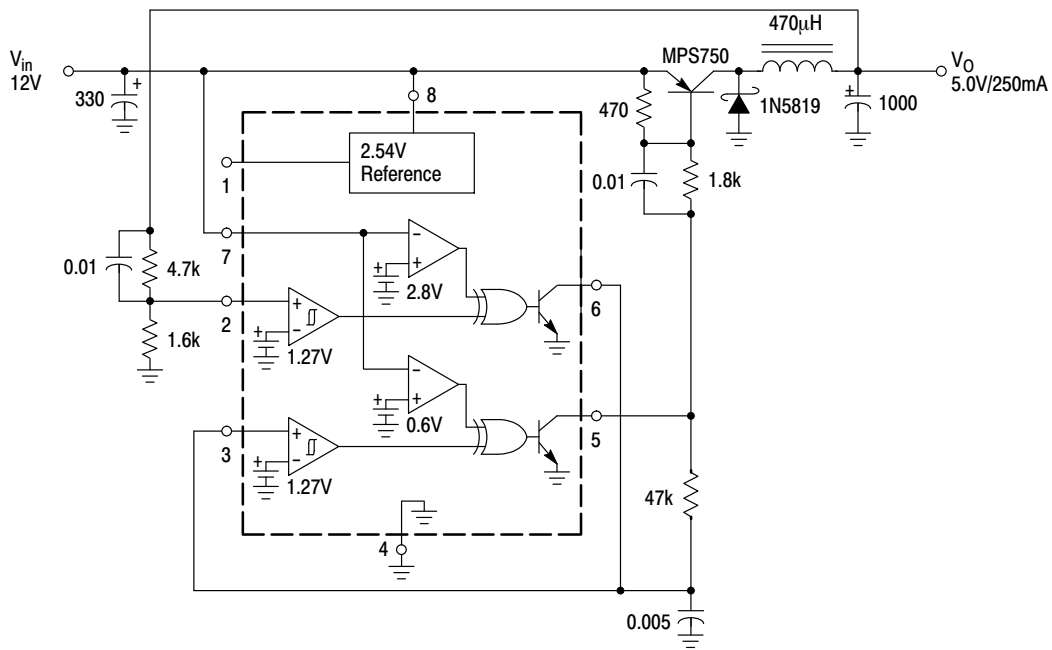 470μH
MPS750
Vin
12V
VO
5.0V/250mA
330
8
470
1N5819
1000
2.54V
Reference
1
0.01
1.8k
7
0.01
4.7k
2.8V
6
2
1.6k
1.27V
0.6V
5
3
1.27V
47k
4
0.005
+
+
−
+
+
+
−
+
−
+
+
+
−
+